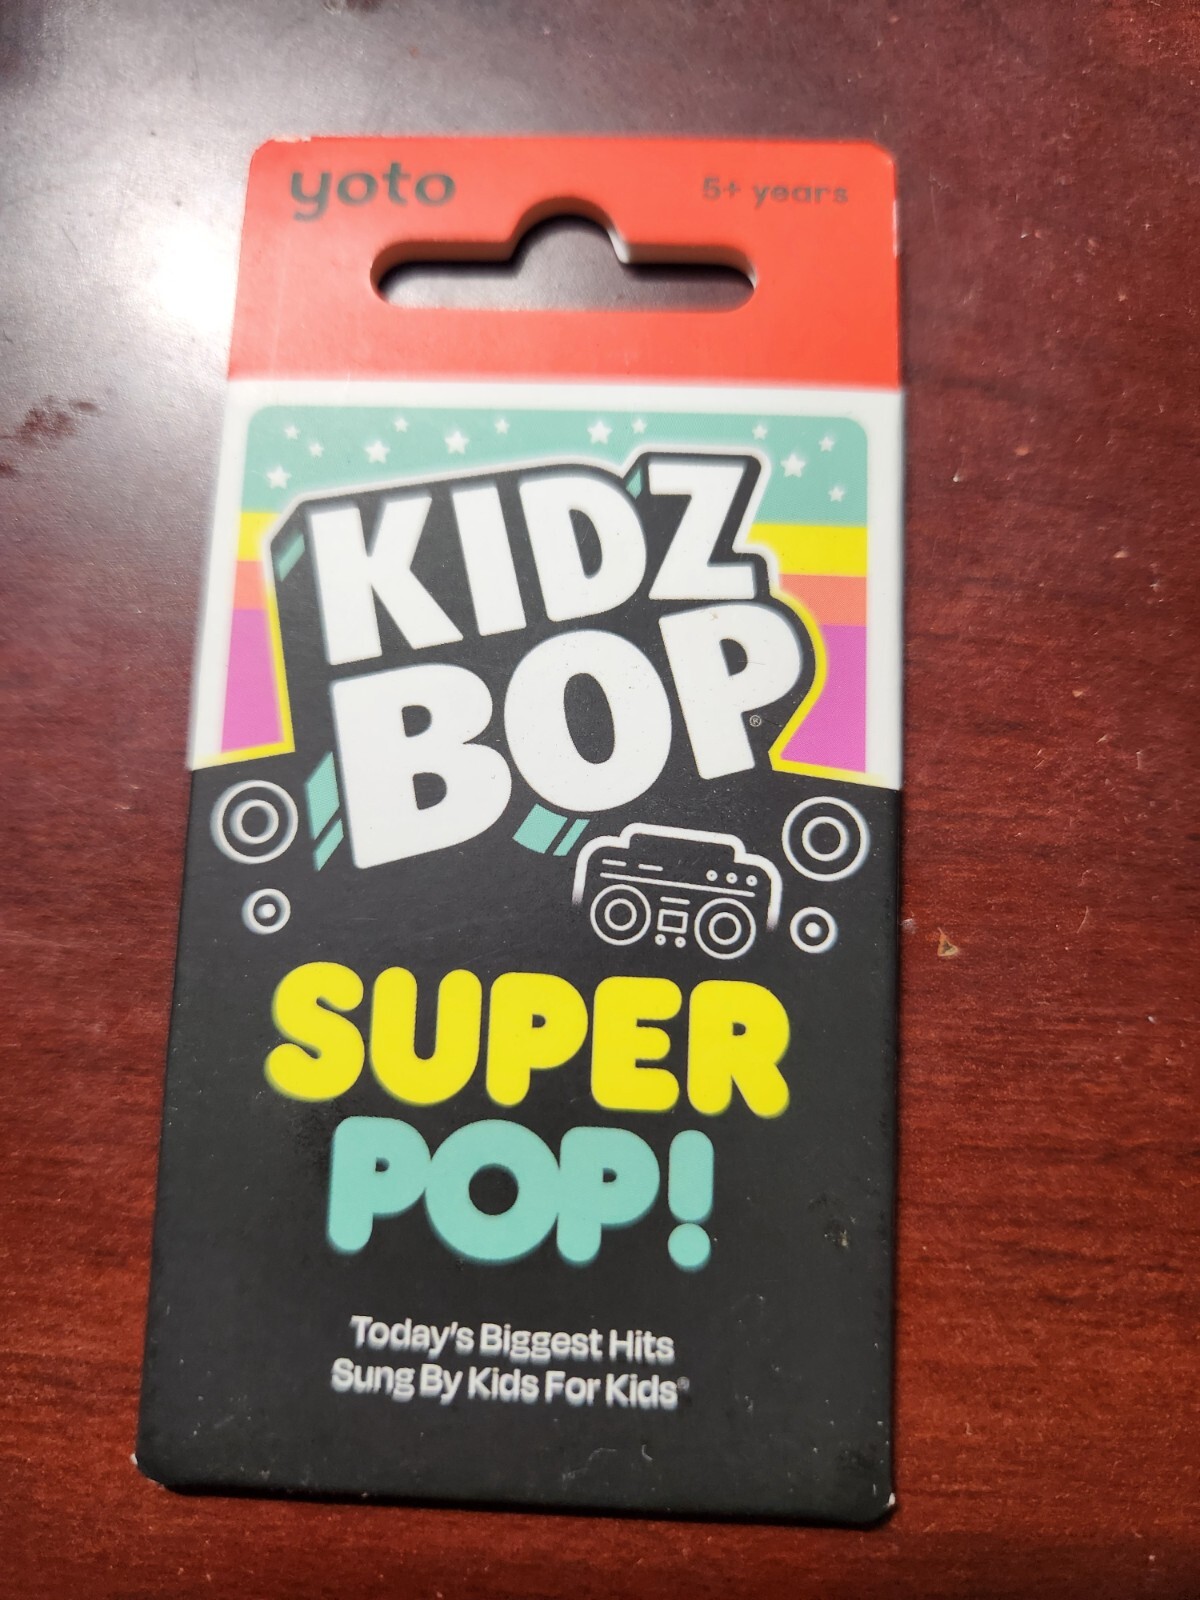 yoto
5+ years
KIDZ
BOP®
SUPER
POP!
Today's Biggest Hits
Sung By Kids For Kids®